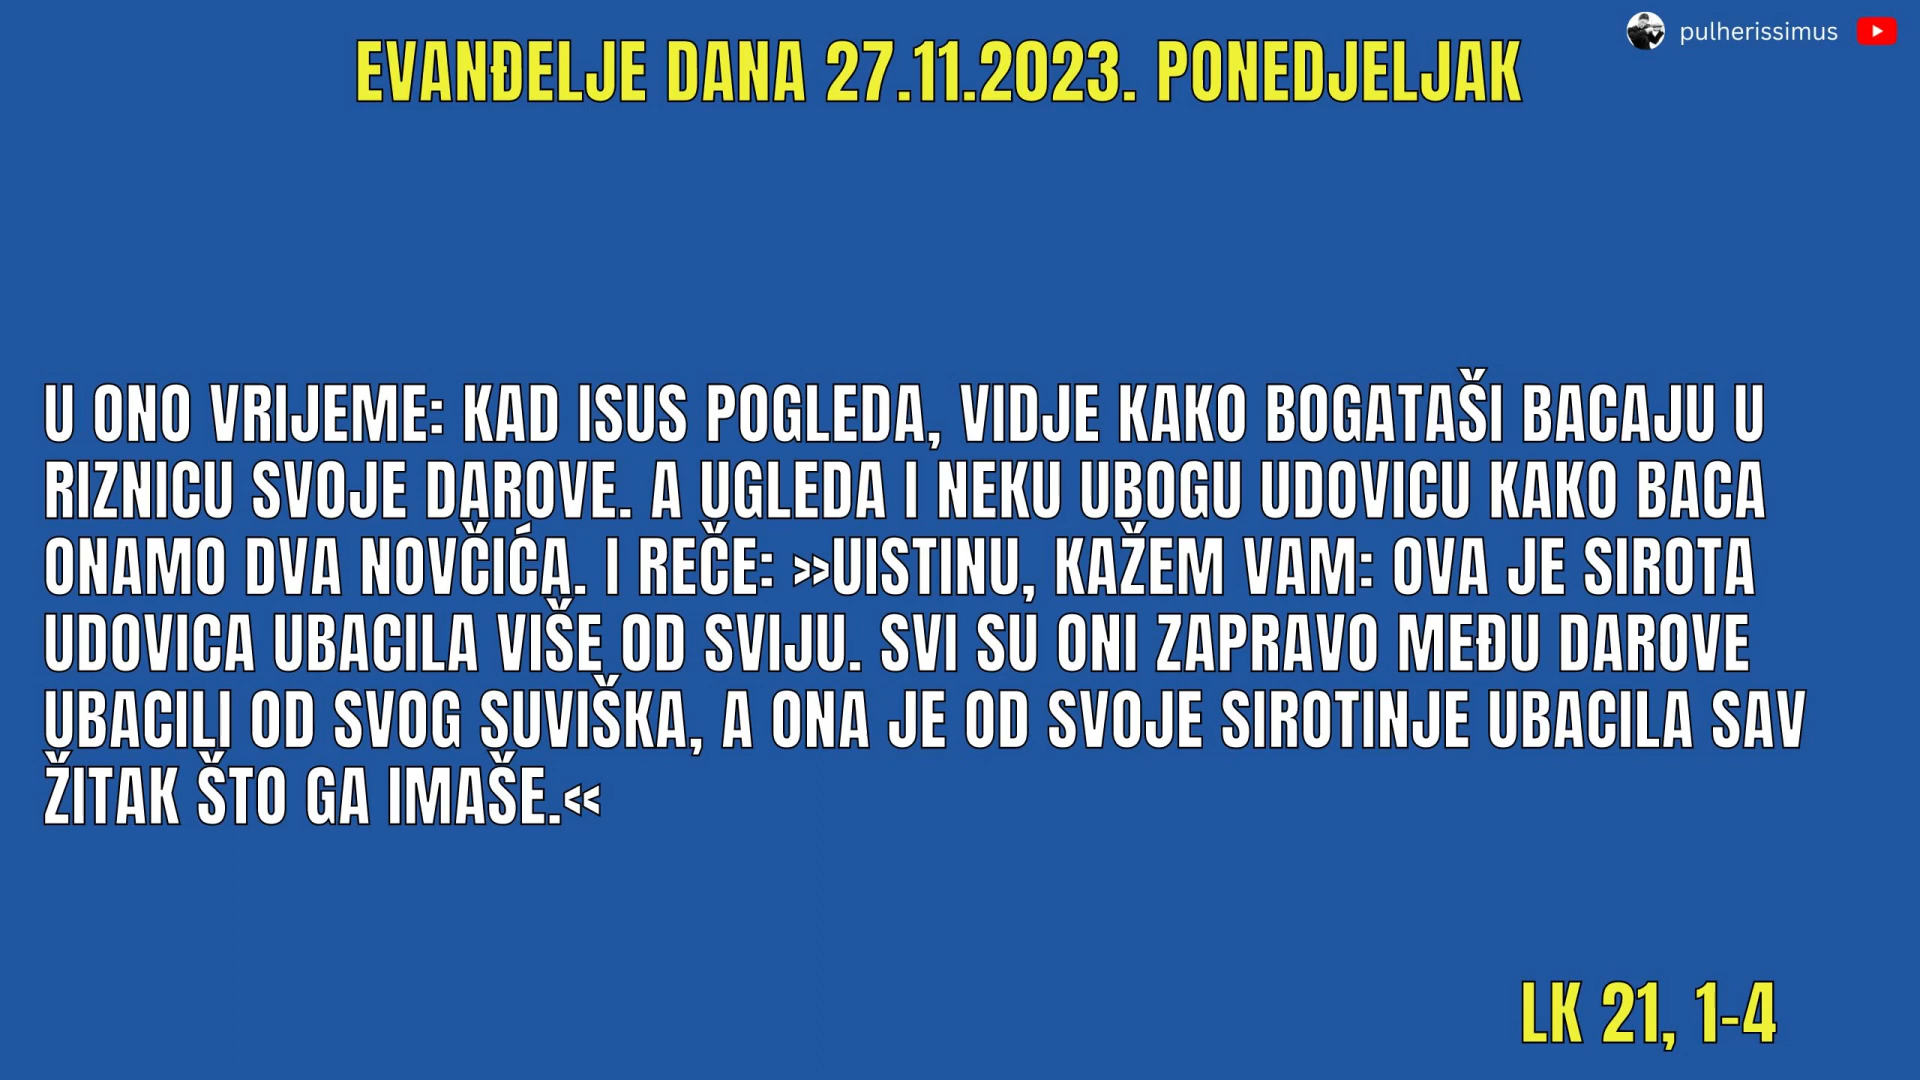 pulherissimus
EVANĐELJE DANA 27.11.2023. PONEDJELJAK
U ONO VRIJEME: KAD ISUS POGLEDA, VIDJE KAKO BOGATAŠI BACAJU U
RIZNICU SVOJE DAROVE. A UGLEDA I NEKU UBOGU UDOVICU KAKO BACA
ONAMO DVA NOVČIĆA. I REČE: »UISTINU, KAŽEM VAM: OVA JE SIROTA
UDOVICA UBACILA VIŠE OD SVIJU. SVI SU ONI ZAPRAVO MEĐU DAROVE
UBACILI OD SVOG SUVIŠKA, A ONA JE OD SVOJE SIROTINJE UBACILA SAV
ŽITAK ŠTO GA IMAŠE.«
LK 21, 1-4